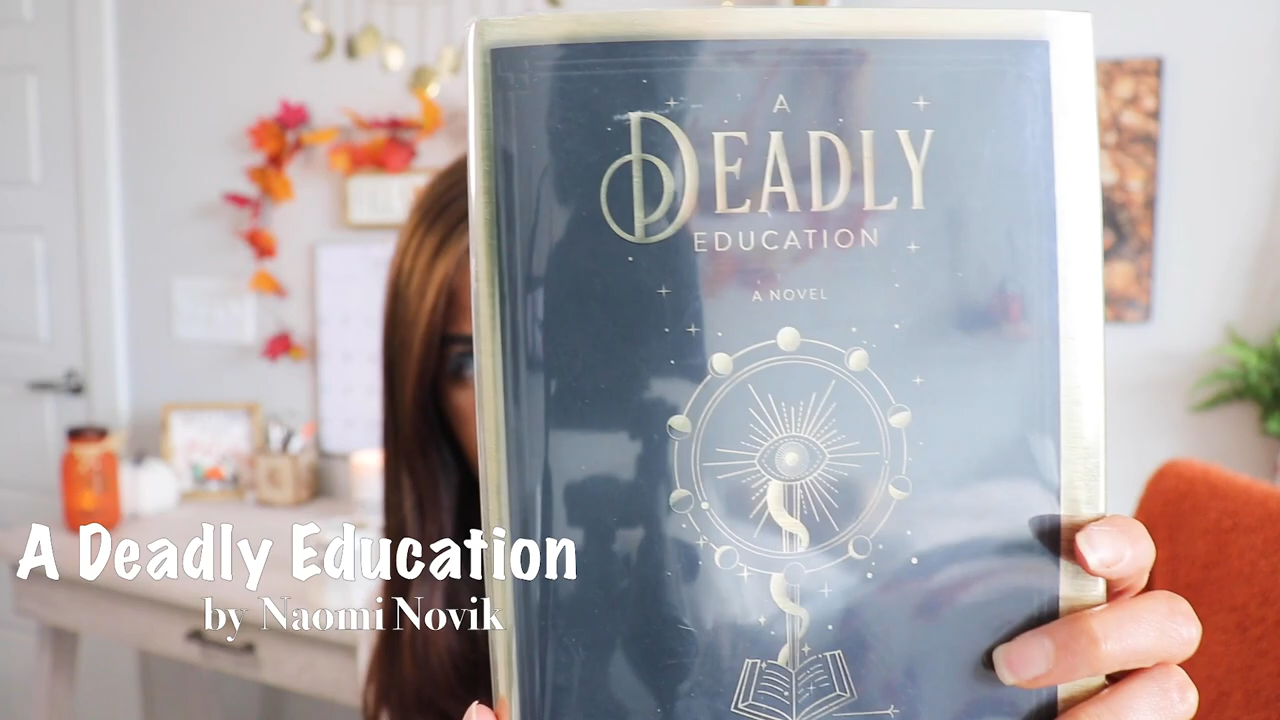 A
DEADLY
EDUCATION
A NOVEL
A Deadly Education
by Naomi Novik